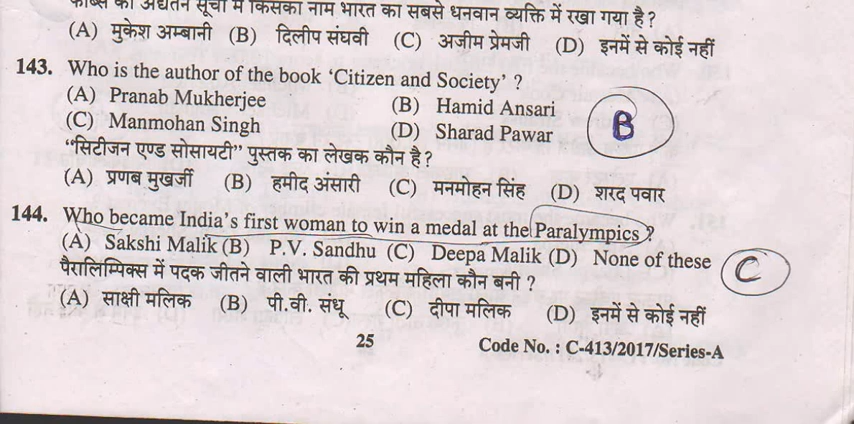 फोर्ब्स की अद्यतन सूची में किसका नाम भारत का सबसे धनवान व्यक्ति में रखा गया है ?
(A) मुकेश अम्बानी (B) दिलीप संघवी (C) अजीम प्रेमजी (D) इनमें से कोई नहीं
143. Who is the author of the book ‘Citizen and Society’ ?
(A) Pranab Mukherjee (B) Hamid Ansari
(C) Manmohan Singh (D) Sharad Pawar
B
“सिटीजन एण्ड सोसायटी” पुस्तक का लेखक कौन है ?
(A) प्रणब मुखर्जी (B) हमीद अंसारी (C) मनमोहन सिंह (D) शरद पवार
144. Who became India’s first woman to win a medal at the Paralympics ?
(A) Sakshi Malik (B) P.V. Sandhu (C) Deepa Malik (D) None of these
C
पैरालिम्पिक्स में पदक जीतने वाली भारत की प्रथम महिला कौन बनी ?
(A) साक्षी मलिक (B) पी.वी. संधू (C) दीपा मलिक (D) इनमें से कोई नहीं
25 Code No. : C-413/2017/Series-A